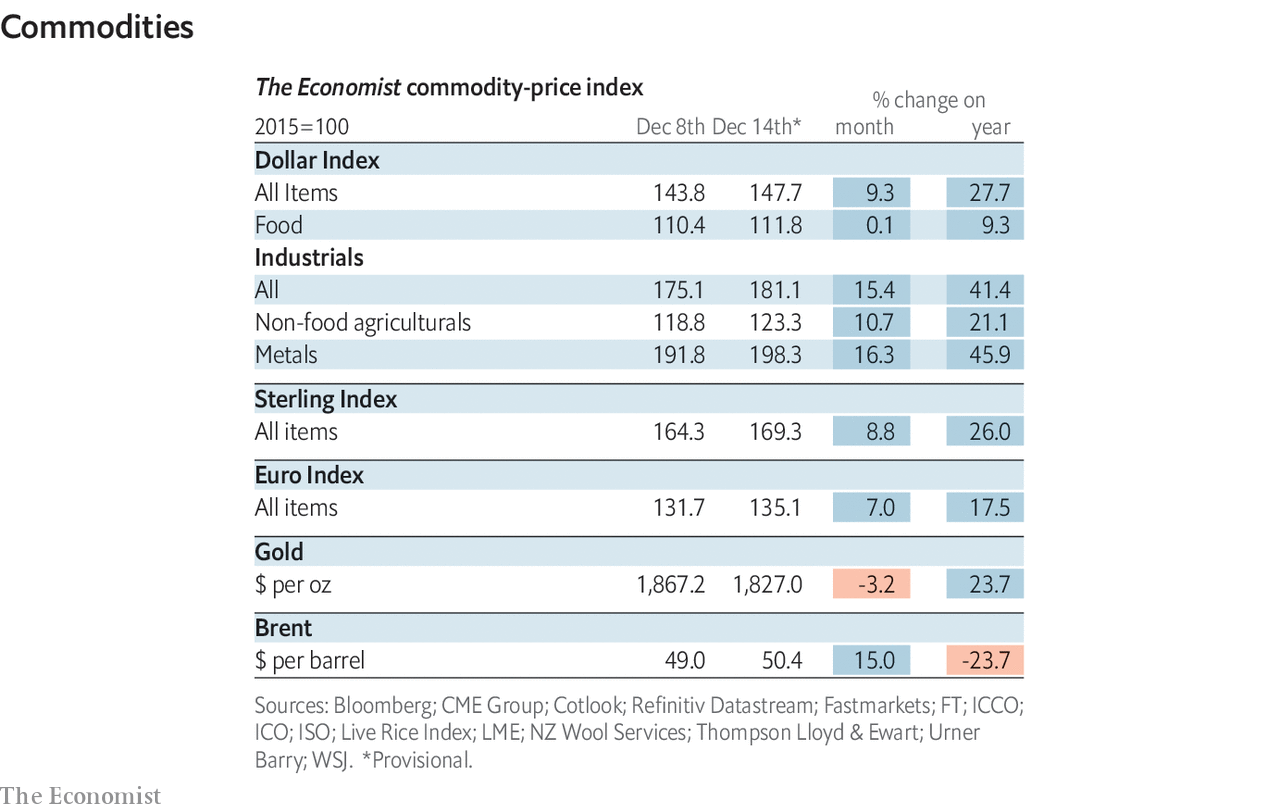 Commodities
The Economist commodity-price index
% change on
2015=100 Dec 8th Dec 14th* month year
Dollar Index
All Items 143.8 147.7 9.3 27.7
Food 110.4 111.8 0.1 9.3
Industrials
All 175.1 181.1 15.4 41.4
Non-food agriculturals 118.8 123.3 10.7 21.1
Metals 191.8 198.3 16.3 45.9
Sterling Index
All items 164.3 169.3 8.8 26.0
Euro Index
All items 131.7 135.1 7.0 17.5
Gold
$ per oz 1,867.2 1,827.0 -3.2 23.7
Brent
$ per barrel 49.0 50.4 15.0 -23.7
Sources: Bloomberg; CME Group; Cotlook; Refinitiv Datastream; Fastmarkets; FT; ICCO;
ICO; ISO; Live Rice Index; LME; NZ Wool Services; Thompson Lloyd & Ewart; Urner
Barry; WSJ. *Provisional.
The Economist